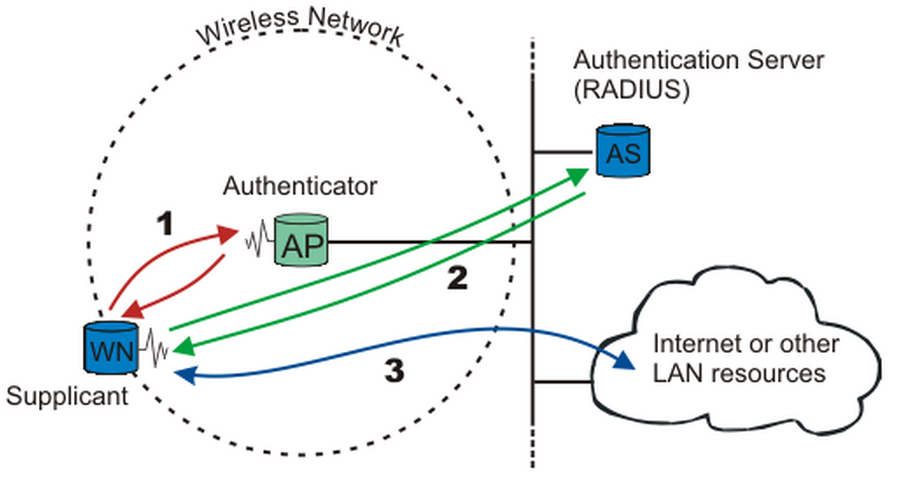 Wireless Network
Authentication Server
(RADIUS)
AS
Authenticator
1
AP
2
WN
3
Internet or other
LAN resources
Supplicant